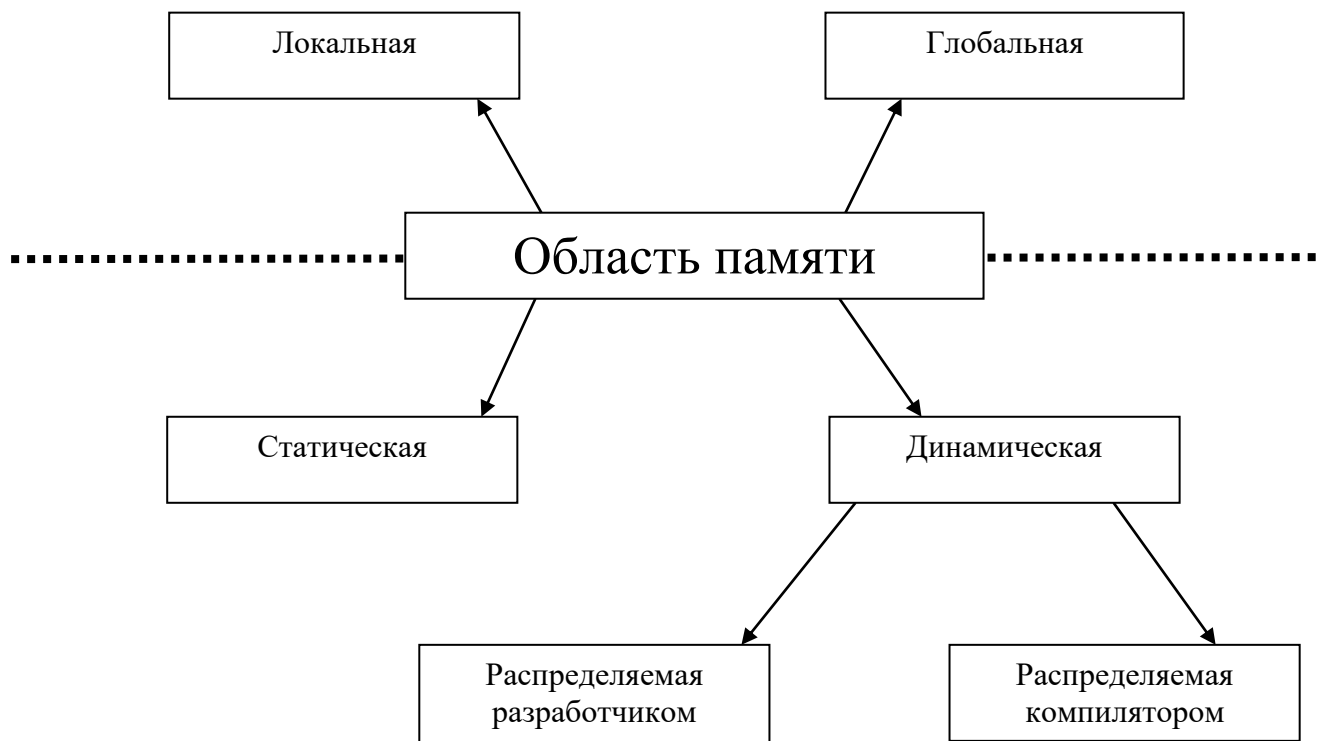 Локальная
Глобальная
Область памяти
Статическая
Динамическая
Распределяемая
разработчиком
Распределяемая
компилятором